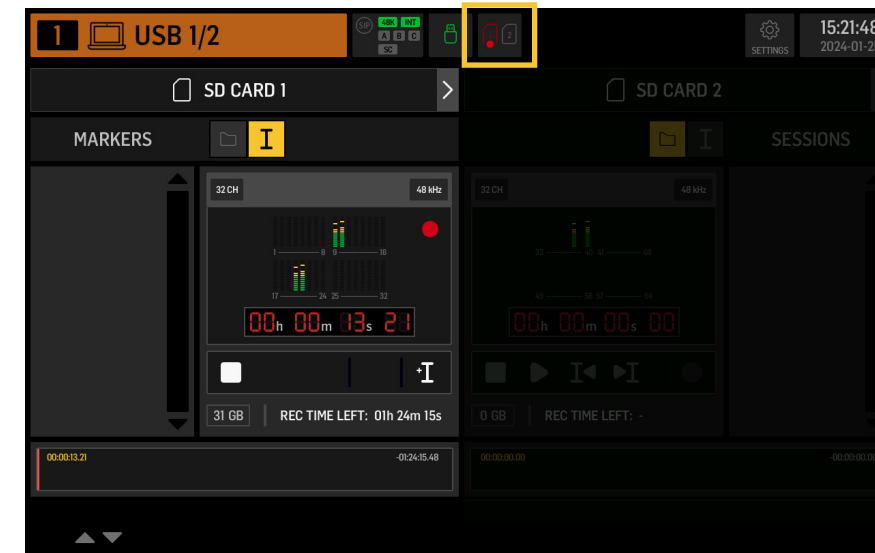 1 USB 1/2
SIP 48K INT
A B C
SC
1 2
SETTINGS
15:21:48
2024-01-25
SD CARD 1
SD CARD 2
MARKERS
SESSIONS
32 CH 48 kHz
32 CH 48 kHz
1 8 9 16
33 40 41 48
17 24 25 32
49 56 57 64
00h 00m 13s 21
00h 00m 00s 00
+
31 GB REC TIME LEFT: 01h 24m 15s
0 GB REC TIME LEFT: -
00:00:13.21 -01:24:15.48
00:00:00.00 -00:00:00.00